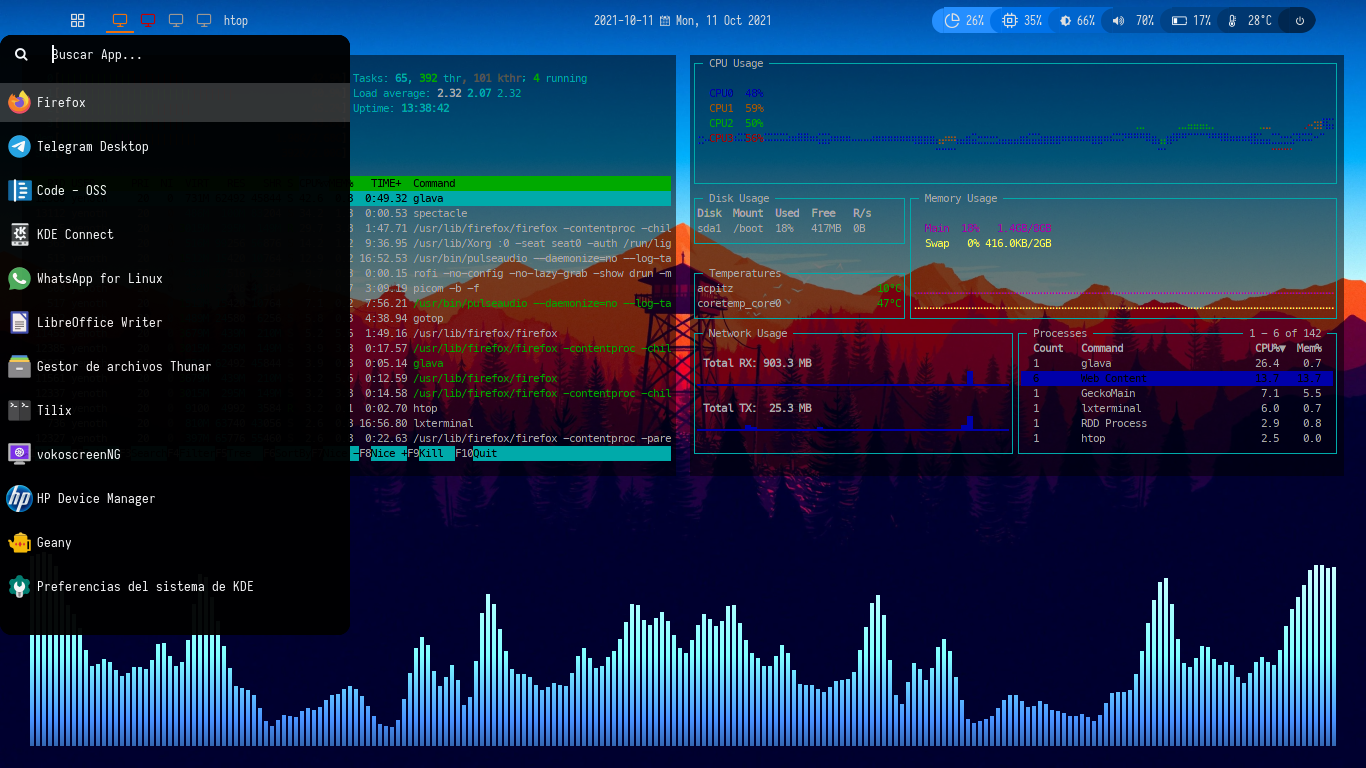 htop
2021-10-11 Mon, 11 Oct 2021
26% 35% 66% 70% 17% 28°C
Buscar App...
Firefox
Telegram Desktop
Code - OSS
KDE Connect
WhatsApp for Linux
LibreOffice Writer
Gestor de archivos Thunar
Tilix
vokoscreenNG
HP Device Manager
Geany
Preferencias del sistema de KDE
Tasks: 65, 392 thr, 101 kthr; 4 running
Load average: 2.32 2.07 2.32
Uptime: 13:38:42
TIME+ Command
0:49.32 glava
0:00.53 spectacle
1:47.71 /usr/lib/firefox/firefox -contentproc -chil
9:36.95 /usr/lib/Xorg :0 -seat seat0 -auth /run/lig
16:52.53 /usr/bin/pulseaudio --daemonize=no --log-ta
0:00.15 rofi -no-config -no-lazy-grab -show drun -m
3:09.19 picom -b -f
7:56.21 /usr/bin/pulseaudio --daemonize=no --log-ta
4:38.94 gotop
1:49.16 /usr/lib/firefox/firefox
0:17.57 /usr/lib/firefox/firefox -contentproc -chil
0:05.14 glava
0:12.59 /usr/lib/firefox/firefox
0:14.58 /usr/lib/firefox/firefox -contentproc -chil
0:02.70 htop
16:56.80 lxterminal
0:22.63 /usr/lib/firefox/firefox -contentproc -pare
-F8Nice +F9Kill F10Quit
CPU Usage
CPU0 48%
CPU1 59%
CPU2 50%
Disk Usage
Disk Mount Used Free R/s
sda1 /boot 18% 417MB 0B
Temperatures
acpitz 10°C
coretemp_core0 47°C
Memory Usage
Main 18% 1.4GB/8GB
Swap 0% 416.0KB/2GB
Network Usage
Total RX: 903.3 MB
Total TX: 25.3 MB
Processes 1 - 6 of 142
Count Command CPU%▼ Mem%
1 glava 26.4 0.7
Web Content
1 GeckoMain 7.1 5.5
1 lxterminal 6.0 0.7
1 RDD Process 2.9 0.8
1 htop 2.5 0.0